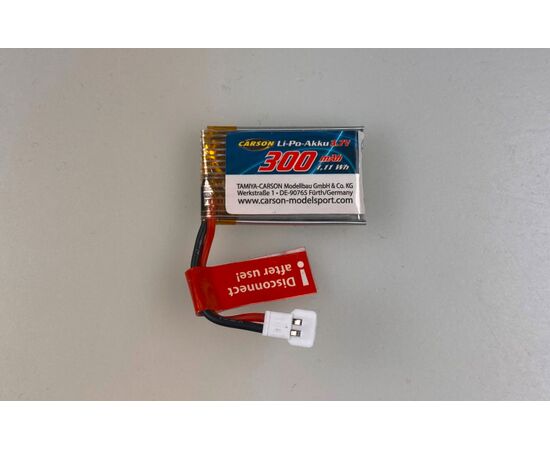 CARSON Li-Po-Akku 3.7V
300 mAh
1,11 Wh
TAMIYA-CARSON Modellbau GmbH & Co. KG
Werkstraße 1 • DE-90765 Fürth/Germany
www.carson-modelsport.com
! Disconnect
after use!